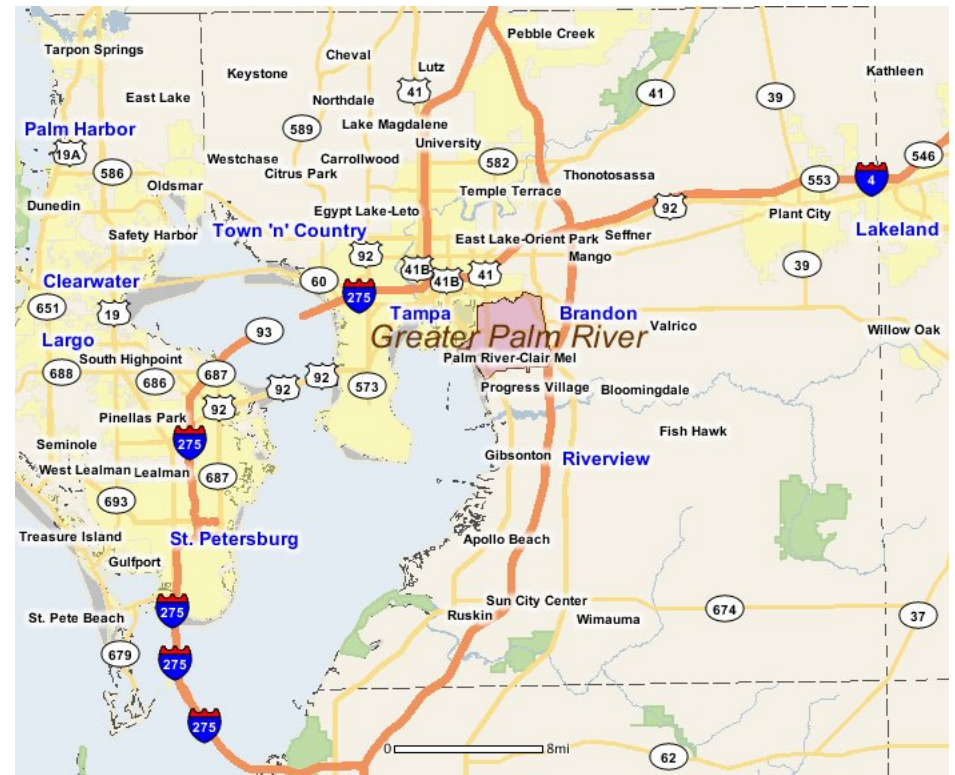 Pebble Creek
Tarpon Springs
Cheval
Lutz
Keystone
Kathleen
41
41
39
East Lake
Northdale
Palm Harbor
589
Lake Magdalene
19A
University
546
Westchase
Carrollwood
582
586
Citrus Park
Thonotosassa
553
4
Oldsmar
Temple Terrace
Dunedin
Egypt Lake-Leto
92
Plant City
Safety Harbor
Town 'n' Country
East Lake-Orient Park
Seffner
Lakeland
92
Mango
41B
41
39
Clearwater
60
41B
275
651
19
Tampa
Brandon
93
Valrico
Willow Oak
Largo
Greater Palm River
South Highpoint
Palm River-Clair Mel
688
686
687
92
92
573
Progress Village
Bloomingdale
92
Pinellas Park
Fish Hawk
Seminole
275
Gibsonton
Riverview
West Lealman
Lealman
687
693
Treasure Island
St. Petersburg
Apollo Beach
Gulfport
Sun City Center
St. Pete Beach
275
Ruskin
Wimauma
674
37
679
275
275
0
8mi
62